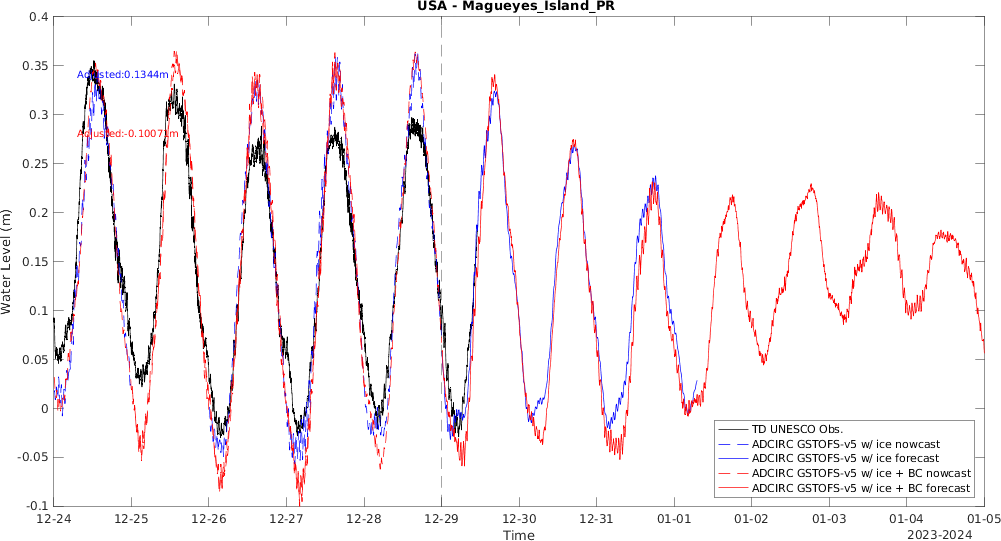 USA - Magueyes_Island_PR
0.4
0.35
0.3
0.25
0.2
0.15
0.1
0.05
0
-0.05
-0.1
Water Level (m)
Adjusted:0.1344m
Adjusted:-0.10071m
TD UNESCO Obs.
ADCIRC GSTOFS-v5 w/ ice nowcast
ADCIRC GSTOFS-v5 w/ ice forecast
ADCIRC GSTOFS-v5 w/ ice + BC nowcast
ADCIRC GSTOFS-v5 w/ ice + BC forecast
12-24 12-25 12-26 12-27 12-28 12-29 12-30 12-31 01-01 01-02 01-03 01-04 01-05
Time
2023-2024